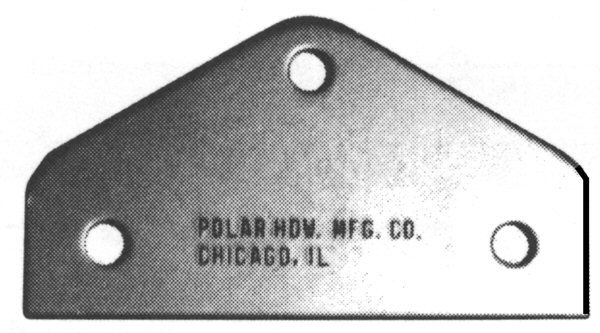 POLAR HDW. MFG. CO.
CHICAGO, IL